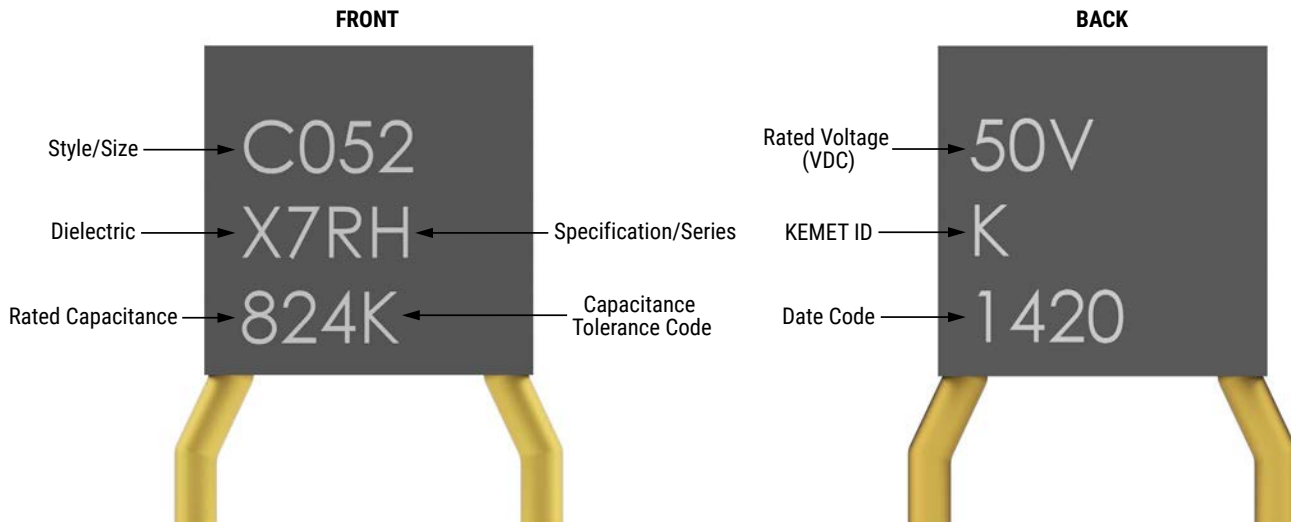 FRONT
BACK
Style/Size
C052
Dielectric
X7RH
Specification/Series
Rated Capacitance
824K
Capacitance
Tolerance Code
Rated Voltage
(VDC)
50V
KEMET ID
K
Date Code
1420